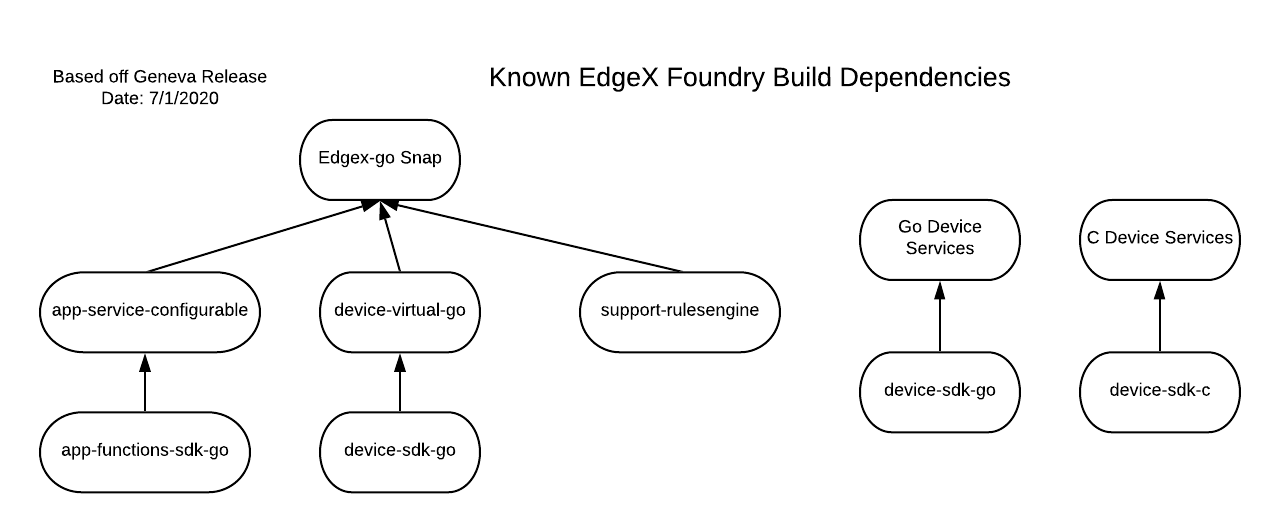 Based off Geneva Release
Date: 7/1/2020
Known EdgeX Foundry Build Dependencies
Edgex-go Snap
Go Device
Services
C Device Services
app-service-configurable
device-virtual-go
support-rulesengine
device-sdk-go
device-sdk-c
app-functions-sdk-go
device-sdk-go